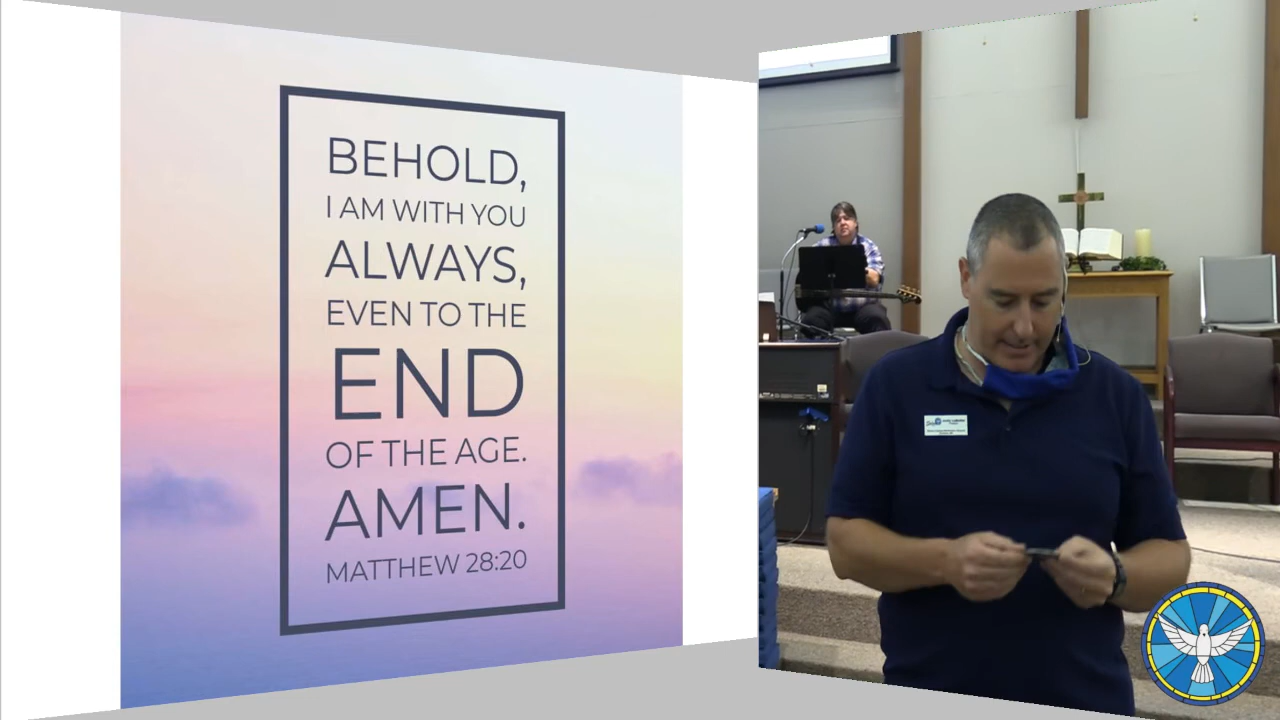 BEHOLD,
I AM WITH YOU
ALWAYS,
EVEN TO THE
END
OF THE AGE.
AMEN.
MATTHEW 28:20